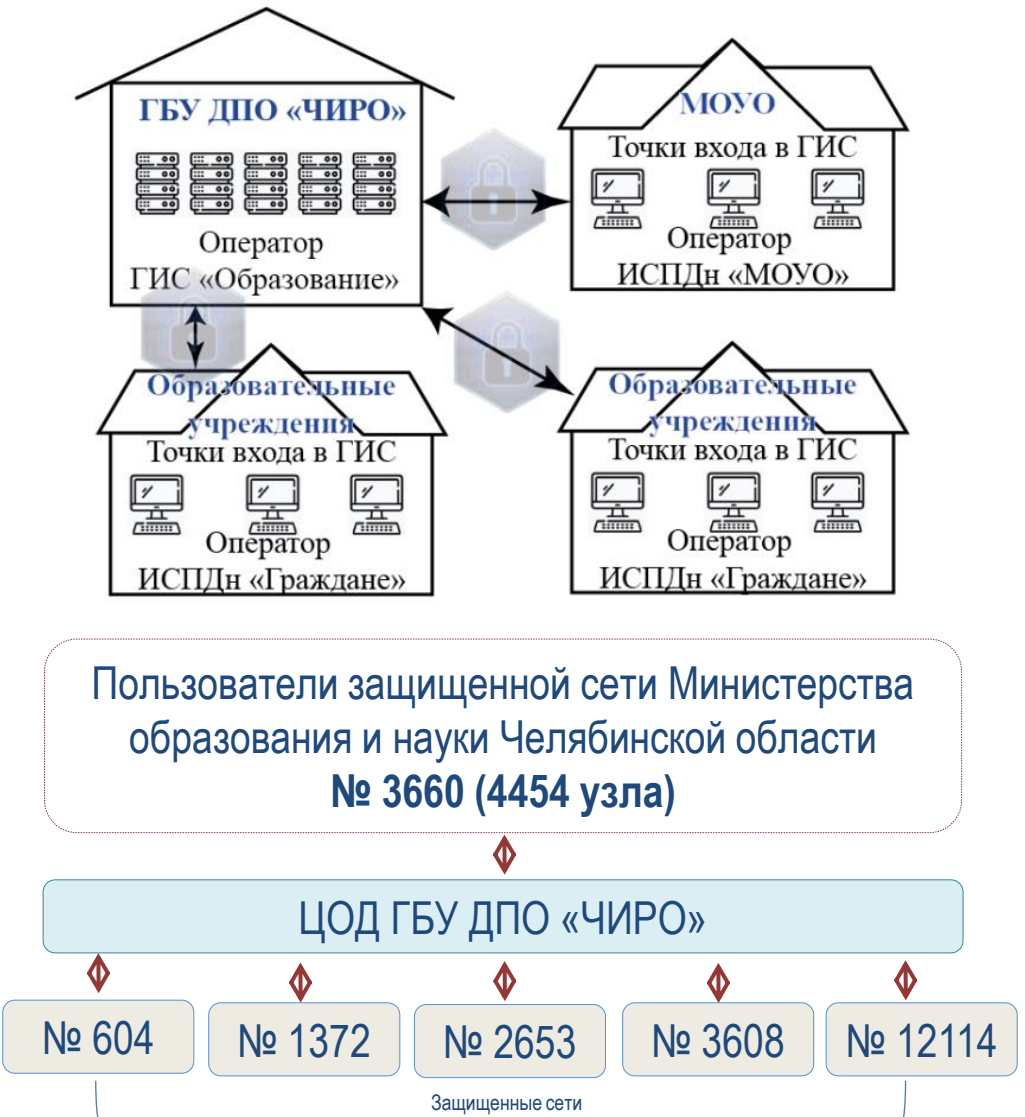 ГБУ ДПО «ЧИРО»
Оператор
ГИС «Образование»
МОУО
Точки входа в ГИС
Оператор
ИСПДн «МОУО»
Образовательные
учреждения
Точки входа в ГИС
Оператор
ИСПДн «Граждане»
Образовательные
учреждения
Точки входа в ГИС
Оператор
ИСПДн «Граждане»
Пользователи защищенной сети Министерства
образования и науки Челябинской области
№ 3660 (4454 узла)
ЦОД ГБУ ДПО «ЧИРО»
№ 604
№ 1372
№ 2653
№ 3608
№ 12114
Защищенные сети